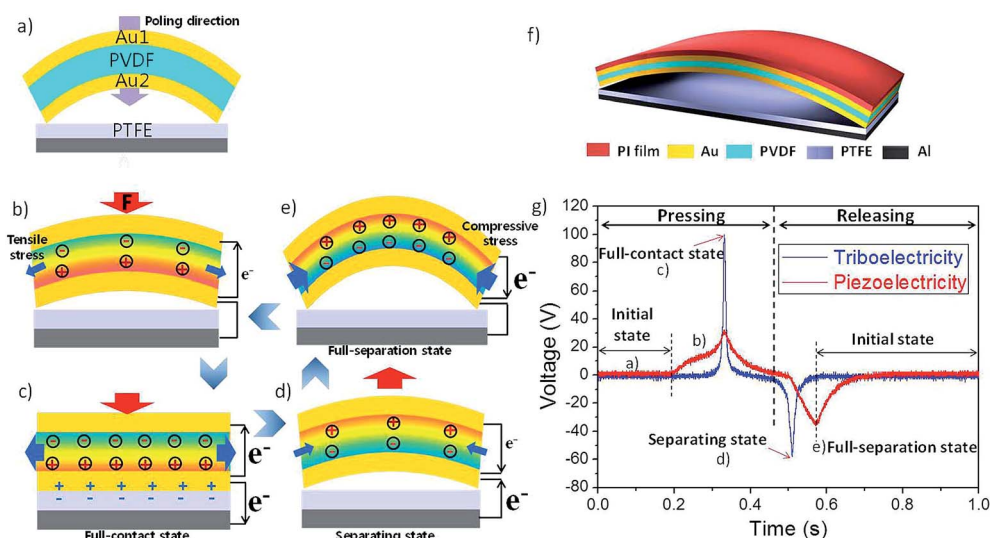 a)
Poling direction
Au1
PVDF
Au2
PTFE
b)
F
Tensile
stress
e⁻
c)
e⁻
e⁻
Full-contact state
d)
e⁻
e⁻
Separating state
e)
Compressive
stress
e⁻
Full-separation state
f)
PI film
Au
PVDF
PTFE
Al
g)
Pressing
Releasing
Full-contact state
c)
Triboelectricity
Piezoelectricity
Initial
state
a)
b)
Initial state
Separating state
d)
e)
Full-separation state
Voltage (V)
120
100
80
60
40
20
0
-20
-40
-60
-80
0.0
0.2
0.4
0.6
0.8
1.0
Time (s)